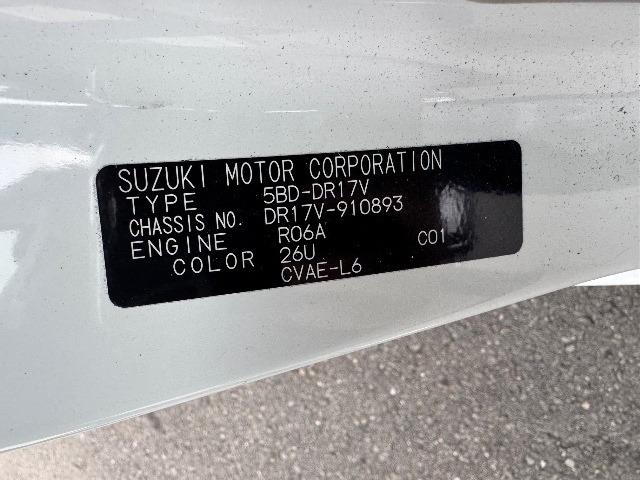 SUZUKI MOTOR CORPORATION
TYPE 5BD-DR17V
CHASSIS NO. DR17V-910893
ENGINE R06A C01
COLOR 26U
CVAE-L6